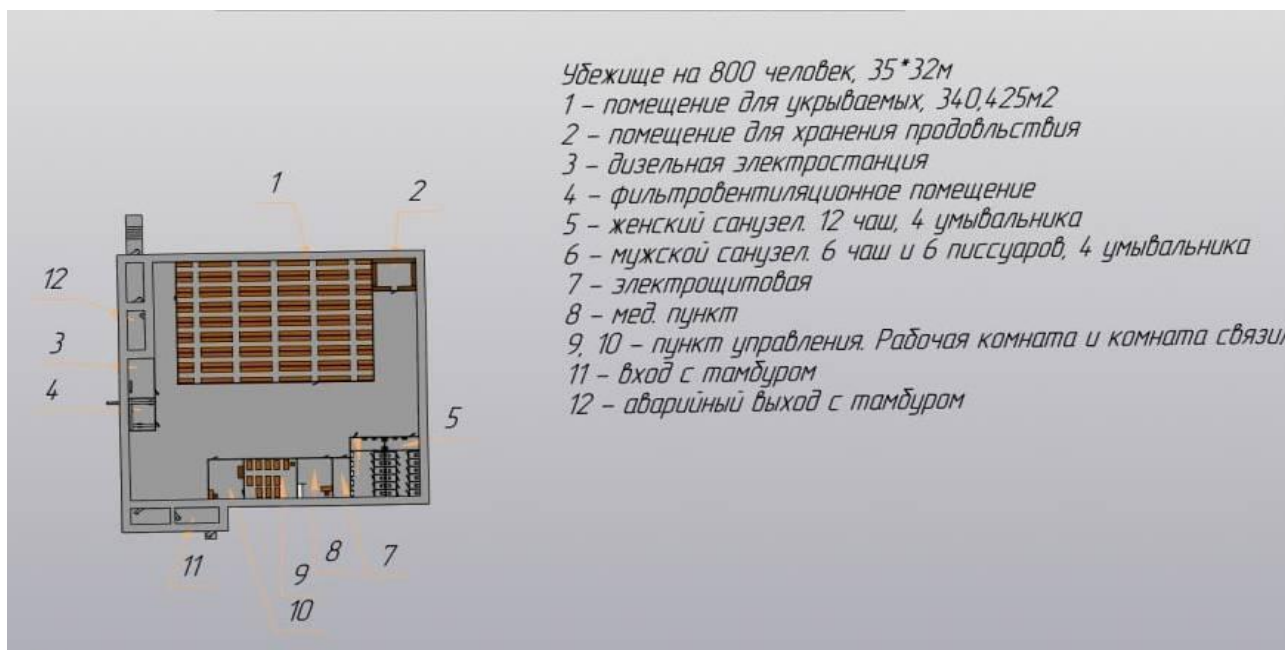 Убежище на 800 человек, 35*32м
1 – помещение для укрываемых, 340,425м2
2 – помещение для хранения продовльствия
3 – дизельная электростанция
4 – фильтровентиляционное помещение
5 – женский санузел. 12 чаш, 4 умывальника
6 – мужской санузел. 6 чаш и 6 писсуаров, 4 умывальника
7 – электрощитовая
8 – мед. пункт
9, 10 – пункт управления. Рабочая комната и комната связи
11 – вход с тамбуром
12 – аварийный выход с тамбуром
1
2
12
3
4
5
11
9
8
7
10